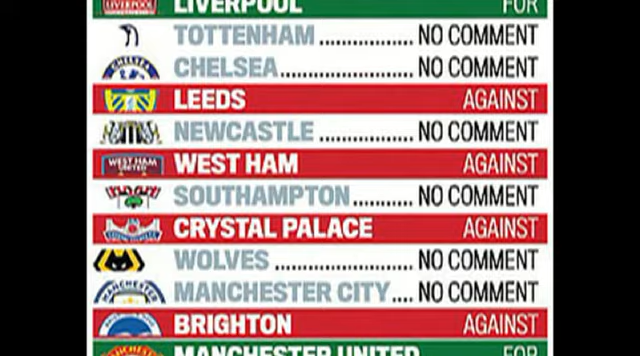 LIVERPOOL FOR
TOTTENHAM ................ NO COMMENT
CHELSEA ....................... NO COMMENT
LEEDS AGAINST
NEWCASTLE ................ NO COMMENT
WEST HAM AGAINST
SOUTHAMPTON .......... NO COMMENT
CRYSTAL PALACE AGAINST
WOLVES ....................... NO COMMENT
MANCHESTER CITY .... NO COMMENT
BRIGHTON AGAINST
MANCHESTER UNITED FOR